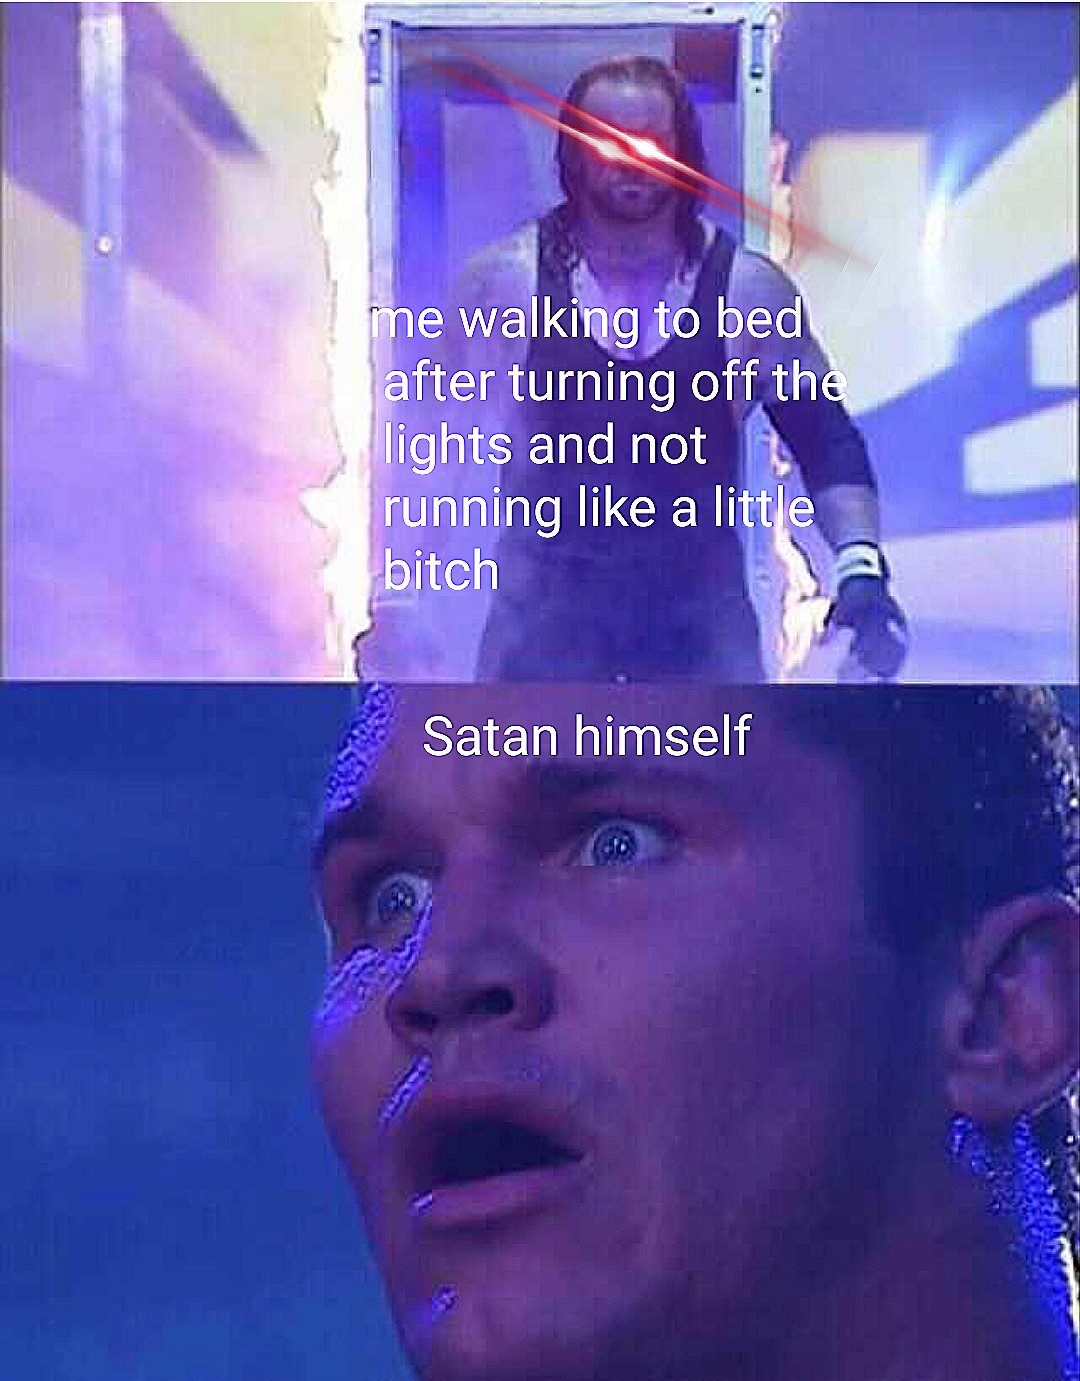 me walking to bed
after turning off the
lights and not
running like a little
bitch
Satan himself